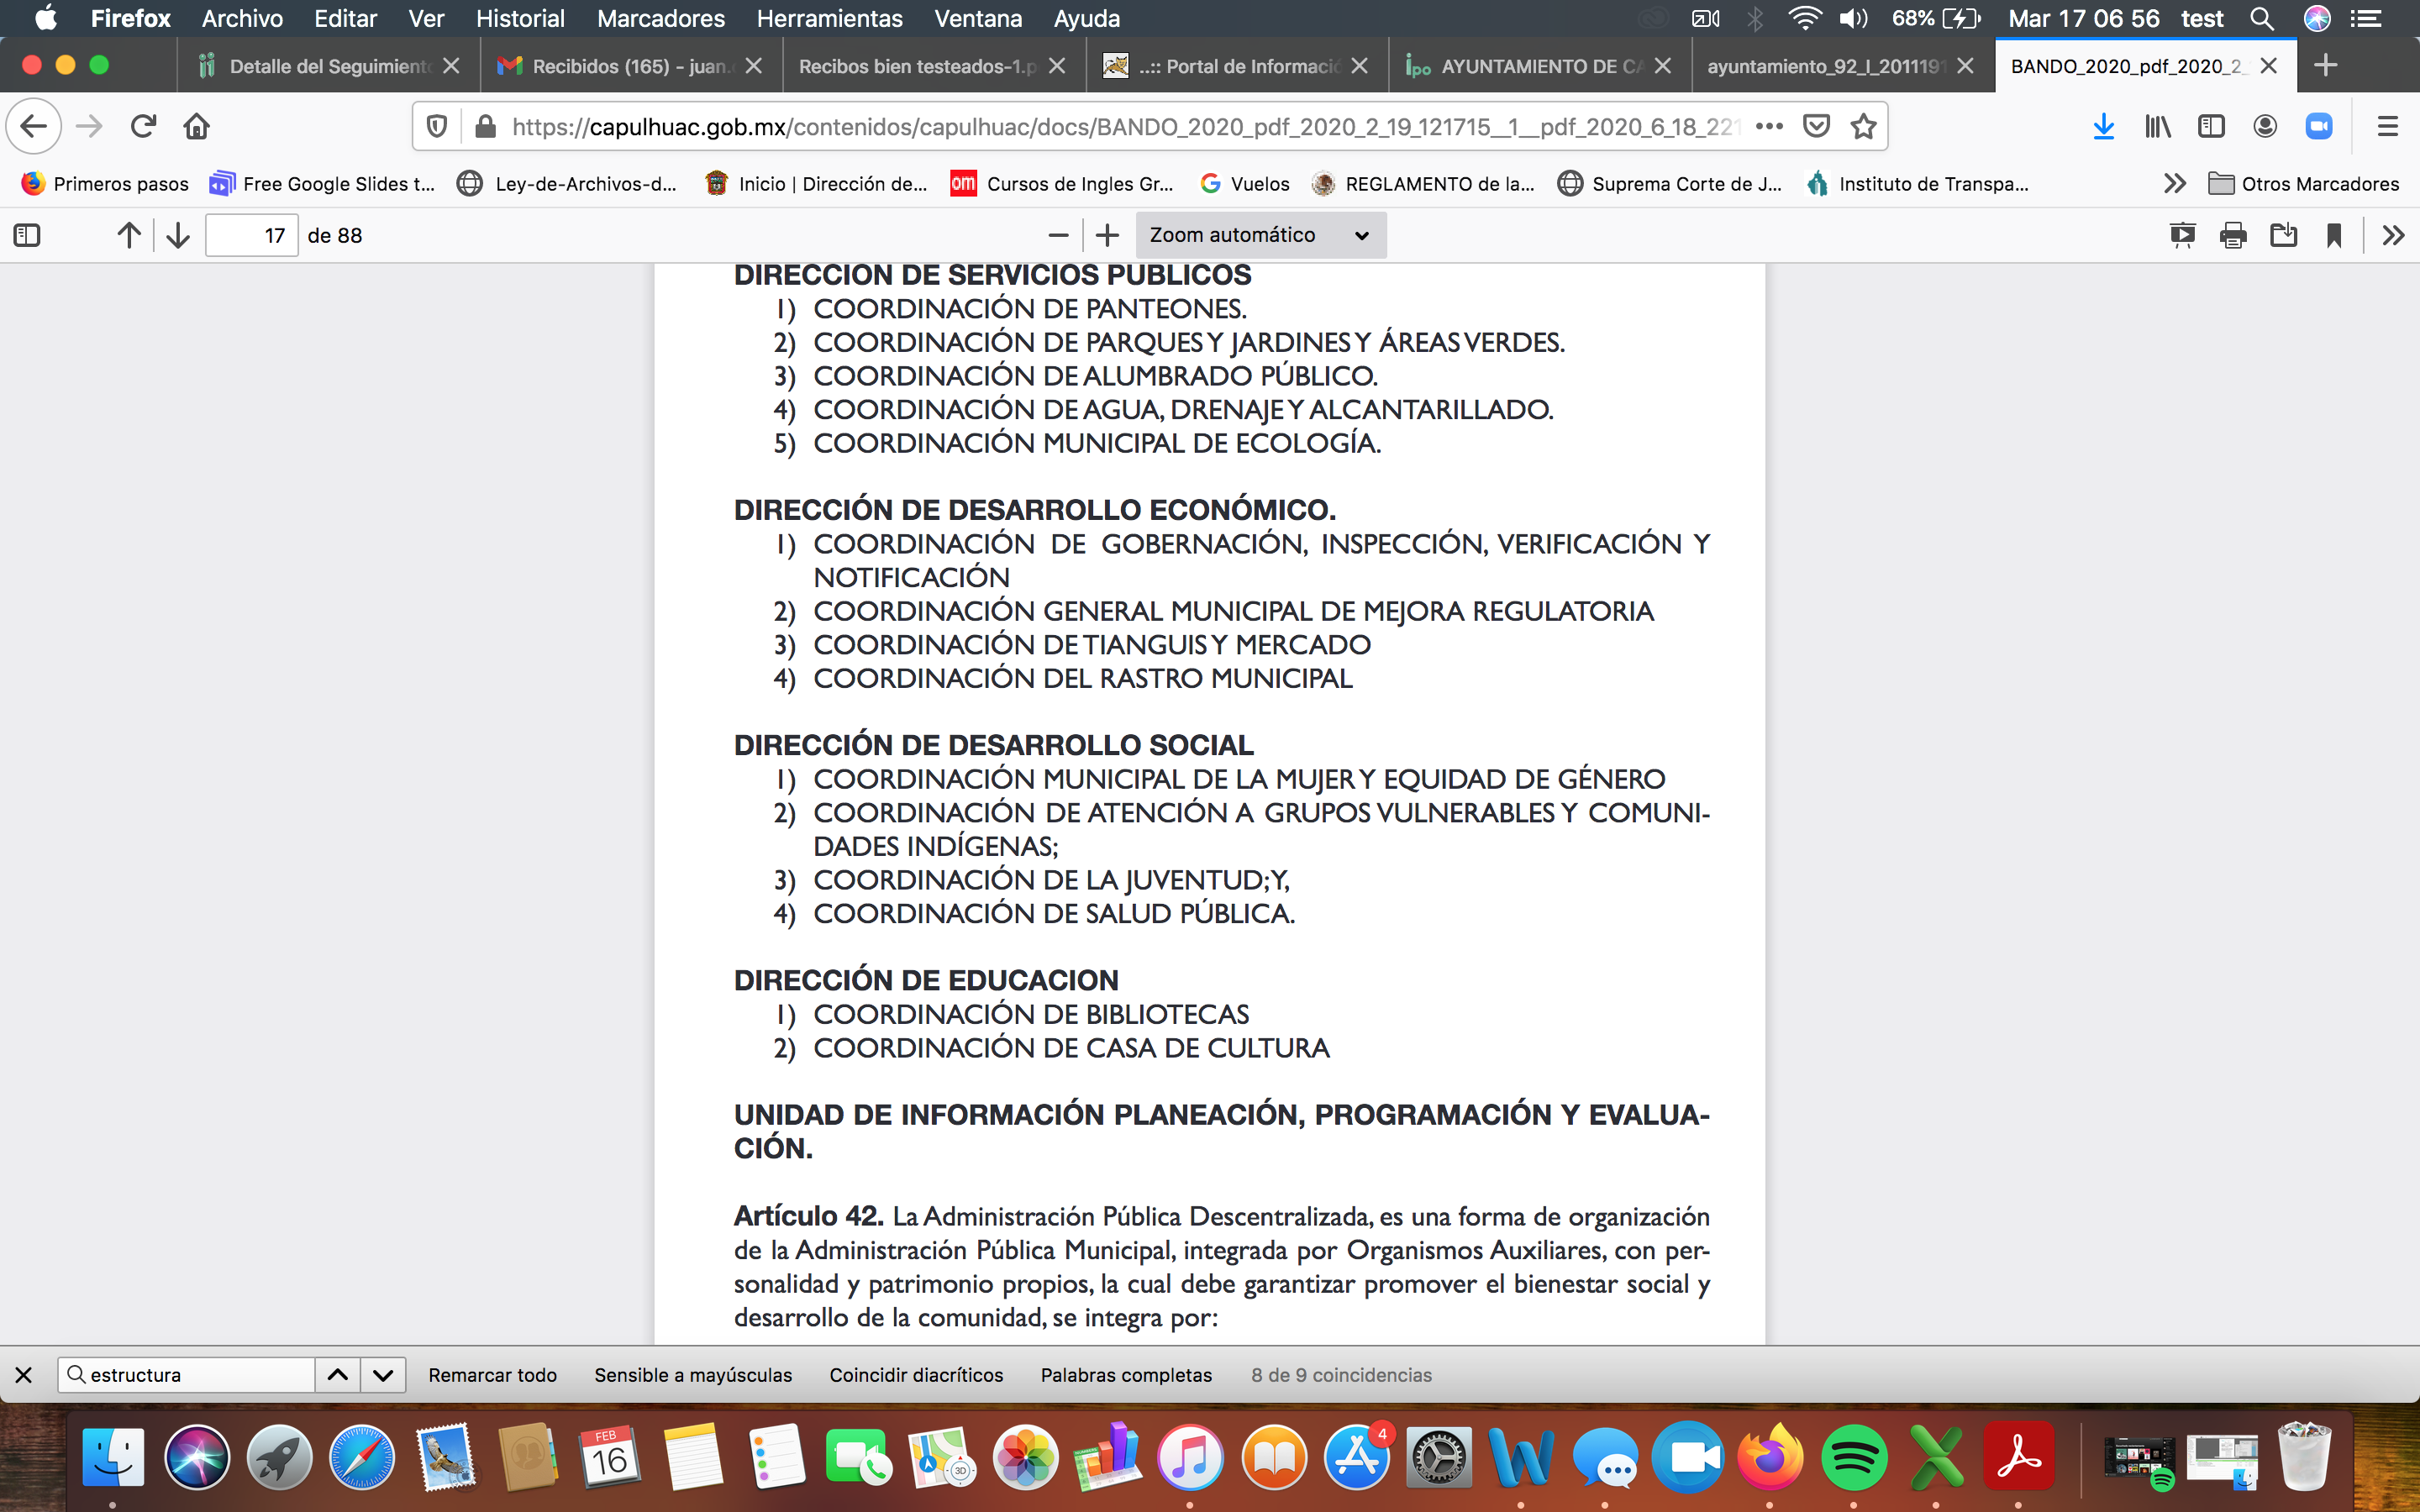 Firefox Archivo Editar Ver Historial Marcadores Herramientas Ventana Ayuda 68% Mar 17 06 56 test
Detalle del Seguimient Recibidos (165) - juan. Recibos bien testeados-1.p ..:: Portal de Informació ipo AYUNTAMIENTO DE CA ayuntamiento_92_I_2011191 BANDO_2020_pdf_2020_2_
https://capulhuac.gob.mx/contenidos/capulhuac/docs/BANDO_2020_pdf_2020_2_19_121715__1__pdf_2020_6_18_221
Primeros pasos Free Google Slides t... Ley-de-Archivos-d... Inicio | Dirección de... om Cursos de Ingles Gr... Vuelos REGLAMENTO de la... Suprema Corte de J... Instituto de Transpa... Otros Marcadores
17 de 88 Zoom automático
DIRECCIÓN DE SERVICIOS PÚBLICOS
1) COORDINACIÓN DE PANTEONES.
2) COORDINACIÓN DE PARQUES Y JARDINES Y ÁREAS VERDES.
3) COORDINACIÓN DE ALUMBRADO PÚBLICO.
4) COORDINACIÓN DE AGUA, DRENAJE Y ALCANTARILLADO.
5) COORDINACIÓN MUNICIPAL DE ECOLOGÍA.
DIRECCIÓN DE DESARROLLO ECONÓMICO.
1) COORDINACIÓN DE GOBERNACIÓN, INSPECCIÓN, VERIFICACIÓN Y
NOTIFICACIÓN
2) COORDINACIÓN GENERAL MUNICIPAL DE MEJORA REGULATORIA
3) COORDINACIÓN DE TIANGUIS Y MERCADO
4) COORDINACIÓN DEL RASTRO MUNICIPAL
DIRECCIÓN DE DESARROLLO SOCIAL
1) COORDINACIÓN MUNICIPAL DE LA MUJER Y EQUIDAD DE GÉNERO
2) COORDINACIÓN DE ATENCIÓN A GRUPOS VULNERABLES Y COMUNI-
DADES INDÍGENAS;
3) COORDINACIÓN DE LA JUVENTUD; Y,
4) COORDINACIÓN DE SALUD PÚBLICA.
DIRECCIÓN DE EDUCACION
1) COORDINACIÓN DE BIBLIOTECAS
2) COORDINACIÓN DE CASA DE CULTURA
UNIDAD DE INFORMACIÓN PLANEACIÓN, PROGRAMACIÓN Y EVALUA-
CIÓN.
Artículo 42. La Administración Pública Descentralizada, es una forma de organización
de la Administración Pública Municipal, integrada por Organismos Auxiliares, con per-
sonalidad y patrimonio propios, la cual debe garantizar promover el bienestar social y
desarrollo de la comunidad, se integra por:
estructura Remarcar todo Sensible a mayúsculas Coincidir diacríticos Palabras completas 8 de 9 coincidencias
FEB 16 3D 4